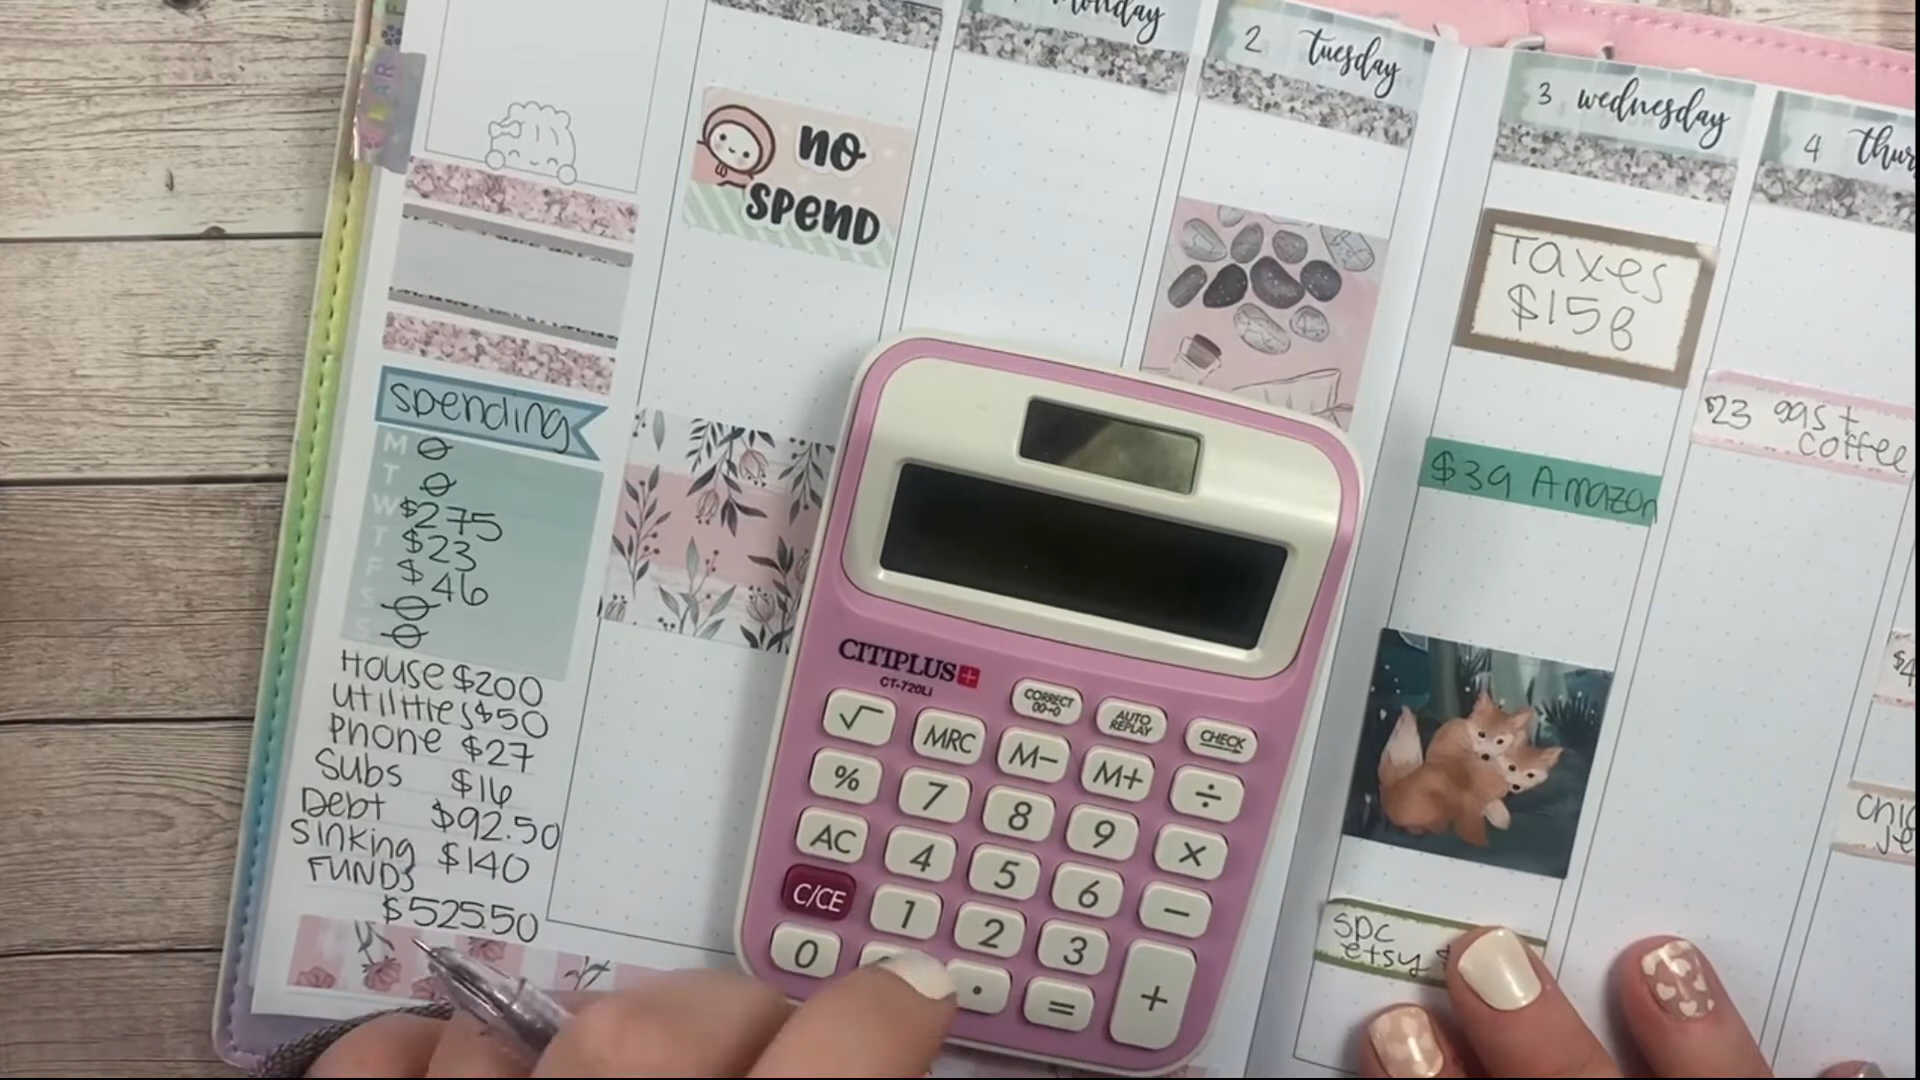 monday
2 tuesday
3 wednesday
4
no
spend
Taxes
$158
$23 gas +
coffee
$39 Amazon
spending
M Ø
T Ø
W $275
T $23
F $46
S Ø
S Ø
House $200
Utilities $50
Phone $27
Subs $16
Debt $92.50
Sinking $140
Funds
$525.50
spc
etsy
CITIPLUS+
CT-720Li
CORRECT
00→0
AUTO
REPLAY
CHECK
√ MRC M− M+
% 7 8 9 ÷
AC 4 5 6 ×
C/CE 1 2 3 −
0 . = +